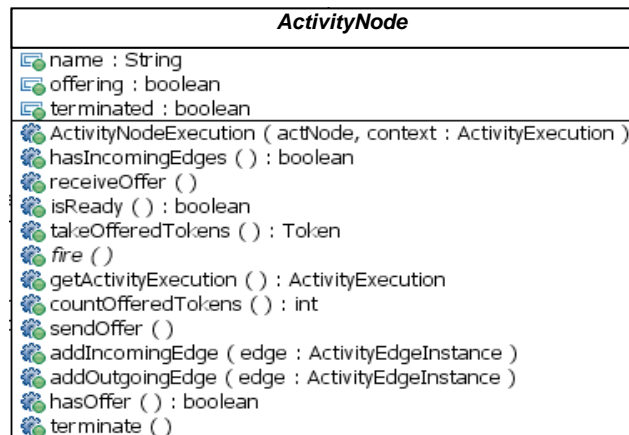 ActivityNode
name : String
offering : boolean
terminated : boolean
ActivityNodeExecution ( actNode, context : ActivityExecution )
hasIncomingEdges ( ) : boolean
receiveOffer ( )
isReady ( ) : boolean
takeOfferedTokens ( ) : Token
fire ( )
getActivityExecution ( ) : ActivityExecution
countOfferedTokens ( ) : int
sendOffer ( )
addIncomingEdge ( edge : ActivityEdgeInstance )
addOutgoingEdge ( edge : ActivityEdgeInstance )
hasOffer ( ) : boolean
terminate ( )